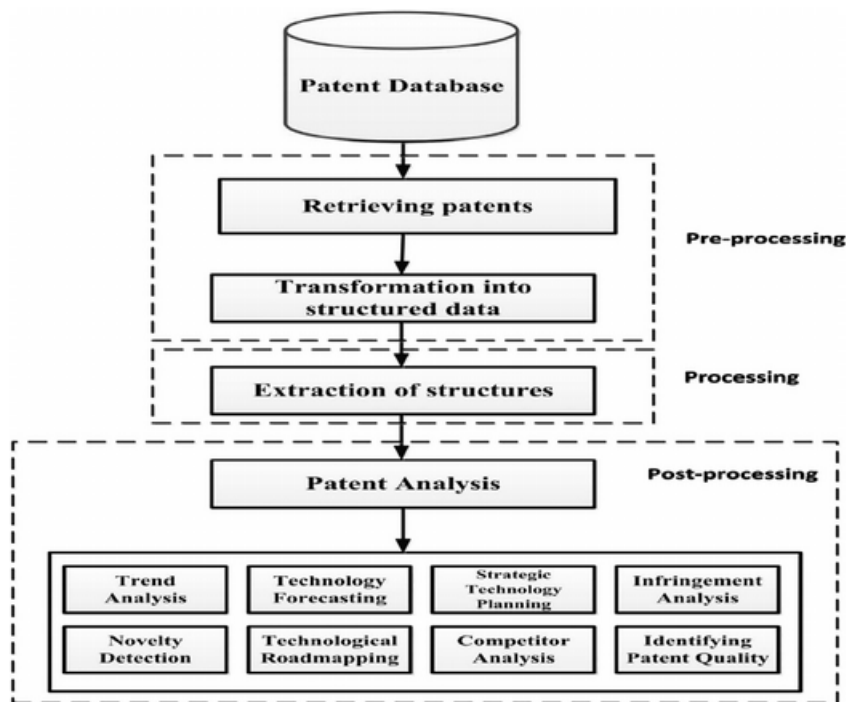 Patent Database
Retrieving patents
Pre-processing
Transformation into
structured data
Extraction of structures
Processing
Patent Analysis
Post-processing
Trend
Analysis
Technology
Forecasting
Strategic
Technology
Planning
Infringement
Analysis
Novelty
Detection
Technological
Roadmapping
Competitor
Analysis
Identifying
Patent Quality